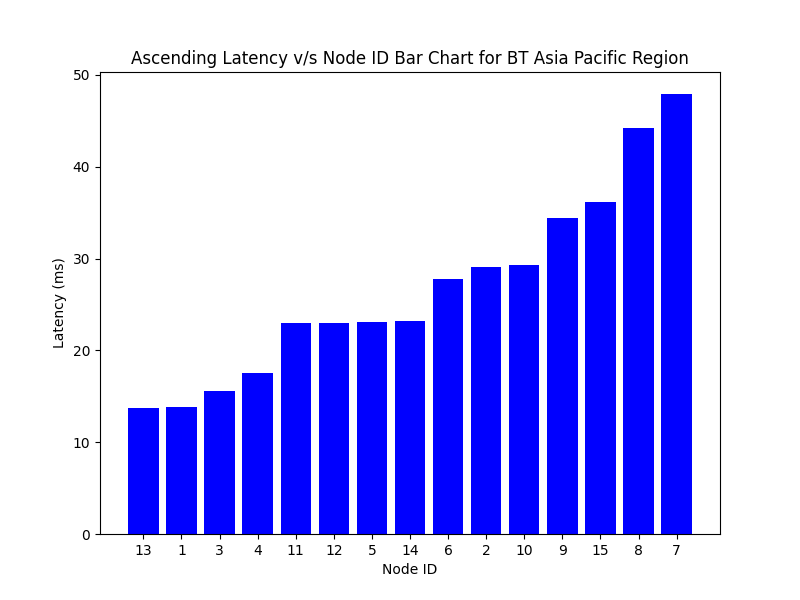 Ascending Latency v/s Node ID Bar Chart for BT Asia Pacific Region
50
40
30
20
10
0
Latency (ms)
13 1 3 4 11 12 5 14 6 2 10 9 15 8 7
Node ID